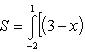 S = ∫_{-2}^{1} [(3 − x)